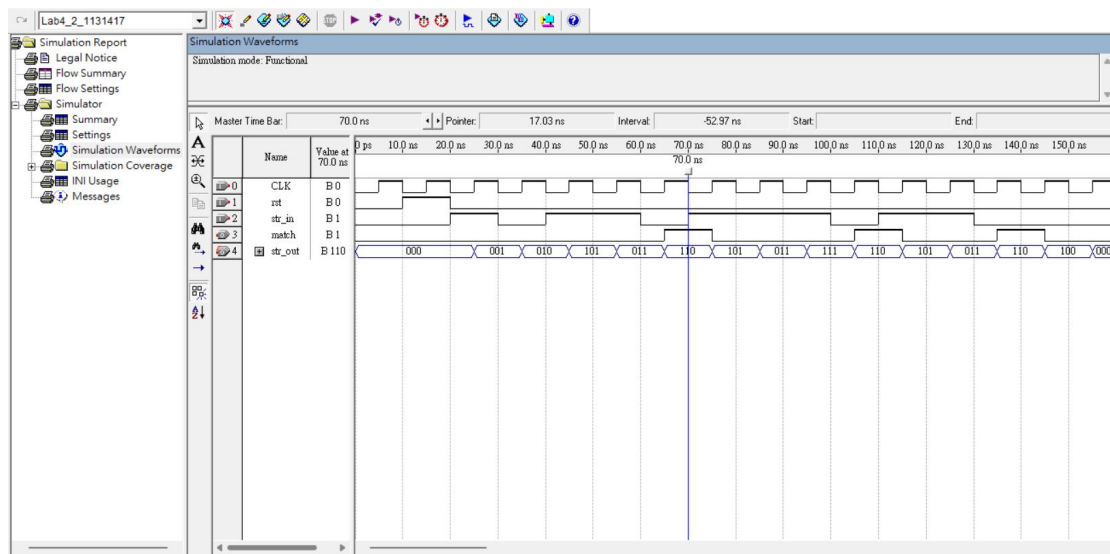 Lab4_2_1131417
Simulation Report
Legal Notice
Flow Summary
Flow Settings
Simulator
Summary
Settings
Simulation Waveforms
Simulation Coverage
INI Usage
Messages
Simulation Waveforms
Simulation mode: Functional
Master Time Bar: 70.0 ns Pointer: 17.03 ns Interval: -52.97 ns Start: End:
Name Value at 70.0 ns
0 ps 10.0 ns 20.0 ns 30.0 ns 40.0 ns 50.0 ns 60.0 ns 70.0 ns 80.0 ns 90.0 ns 100.0 ns 110.0 ns 120.0 ns 130.0 ns 140.0 ns 150.0 ns
70.0 ns
0 CLK B 0
1 rst B 0
2 str_in B 1
3 match B 1
4 str_out B 110 000 001 010 101 011 110 101 011 111 110 101 011 110 100 000